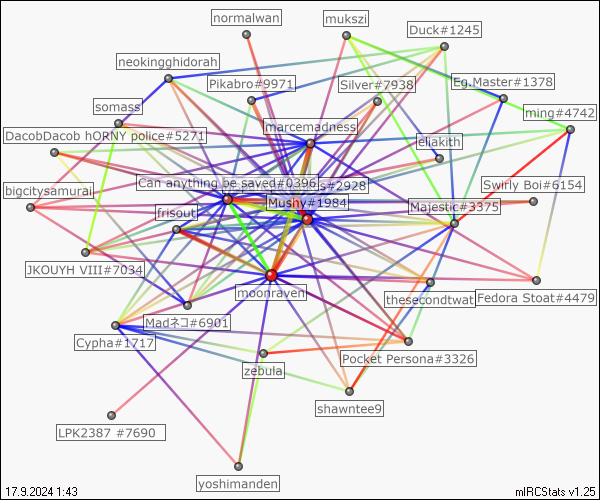 normalwan
mukszi
Duck#1245
neokingghidorah
Pikabro#9971
Silver#7938
Eg.Master#1378
somass
ming#4742
marcemadness
DacobDacob hORNY police#5271
eliakith
Can anything be saved#0396
s#2928
Swirly Boi#6154
bigcitysamurai
Mushy#1984
Majestic#3375
frisout
JKOUYH VIII#7034
moonraven
thesecondtwat
Fedora Stoat#4479
Madネコ#6901
Cypha#1717
Pocket Persona#3326
zebula
shawntee9
LPK2387 #7690
yoshimanden
17.9.2024 1:43
mIRCStats v1.25